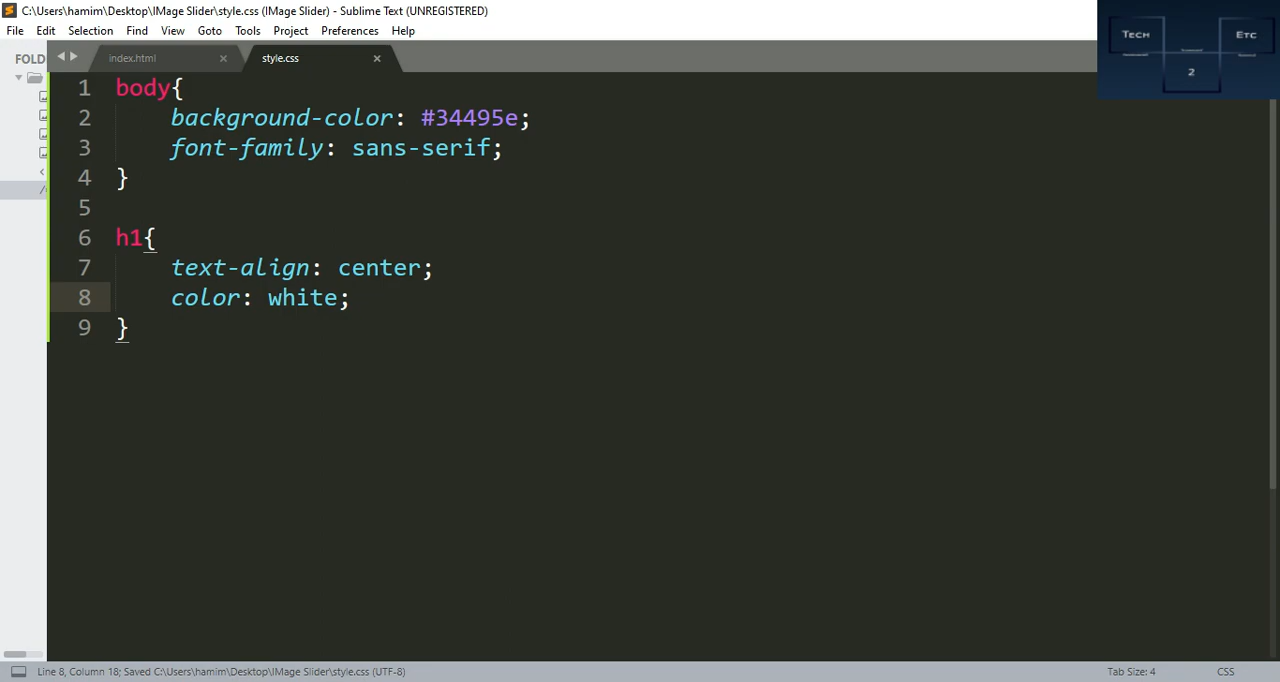 C:\Users\hamim\Desktop\IMage Slider\style.css (IMage Slider) - Sublime Text (UNREGISTERED)
File Edit Selection Find View Goto Tools Project Preferences Help
FOLD
index.html
style.css
Tech
Etc
2
1 body{
2 background-color: #34495e;
3 font-family: sans-serif;
4 }
5
6 h1{
7 text-align: center;
8 color: white;
9 }
Line 8, Column 18; Saved C:\Users\hamim\Desktop\IMage Slider\style.css (UTF-8)
Tab Size: 4
CSS